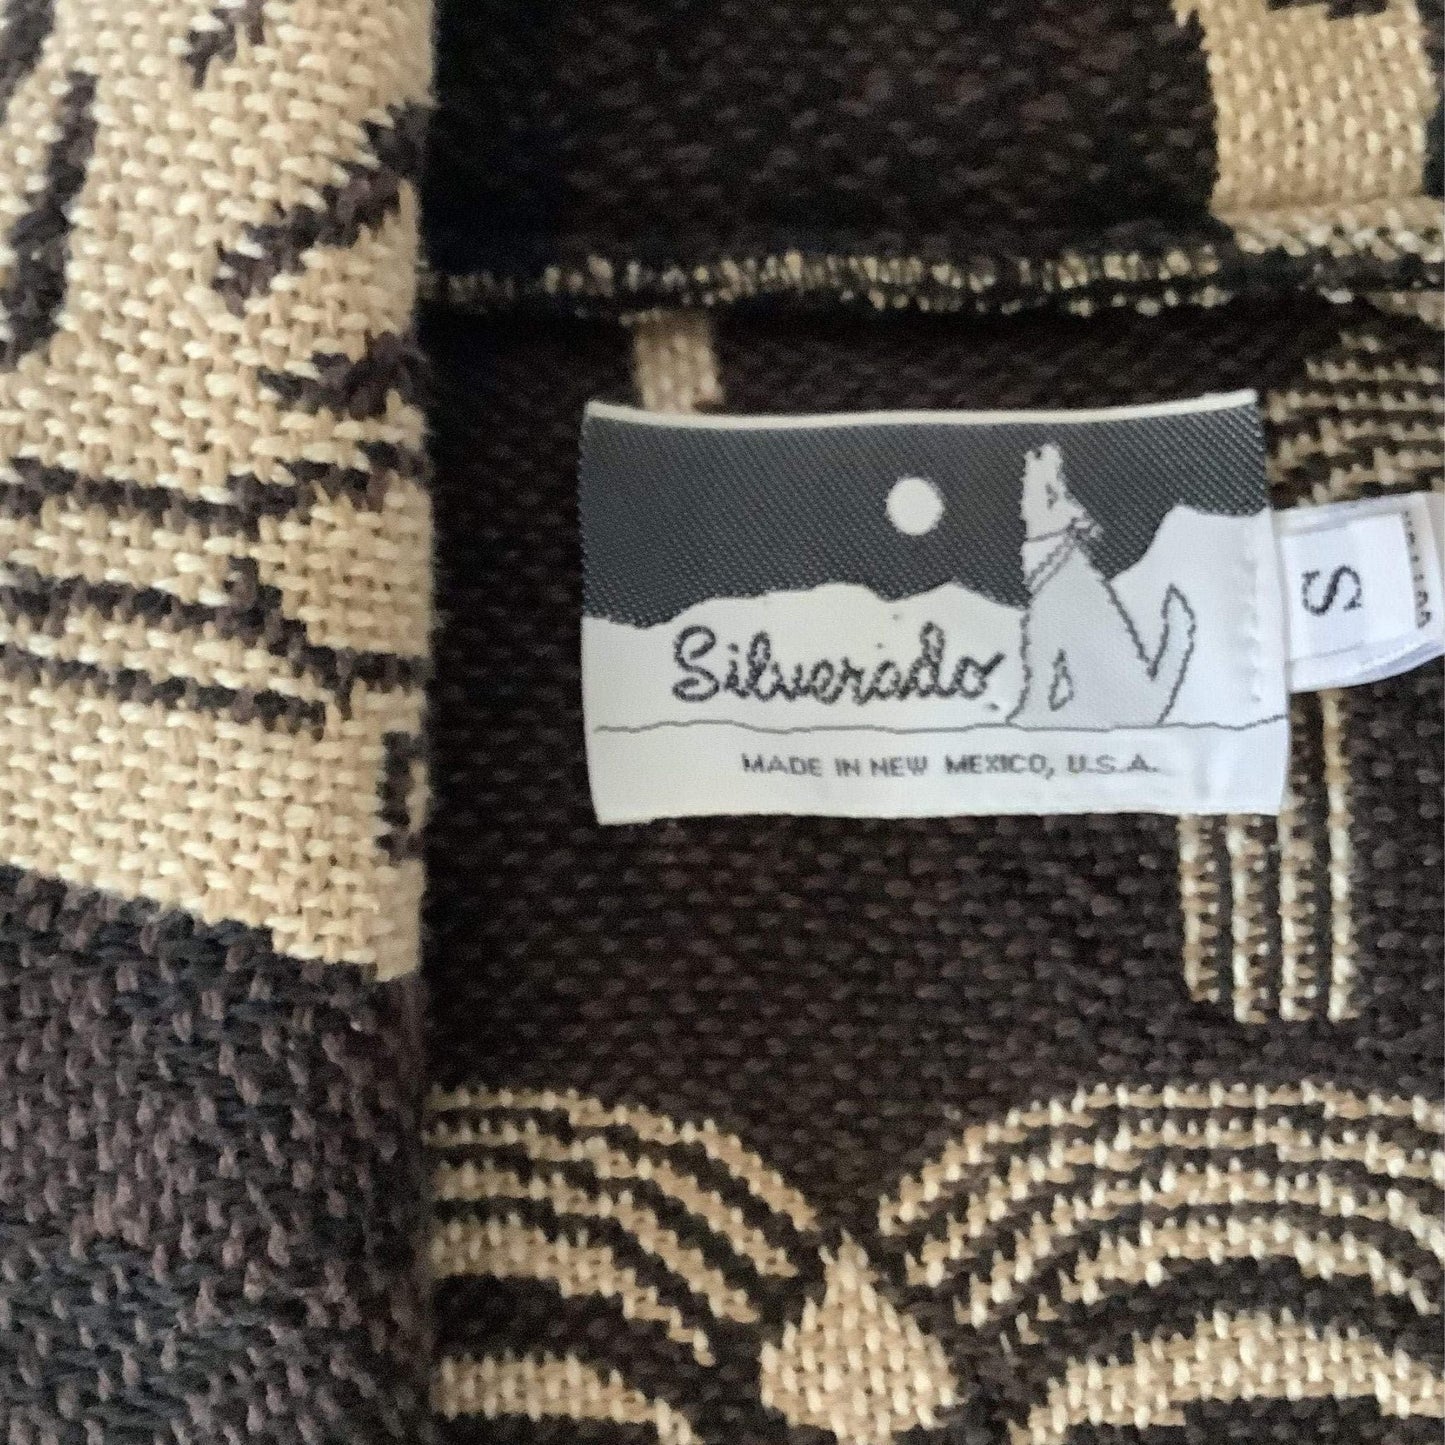 Silverado
MADE IN NEW MEXICO, U.S.A.
S